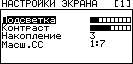 НАСТРОЙКИ ЭКРАНА [1]
Подсветка
Контраст
Накопление 3
Масш.СС 1:7